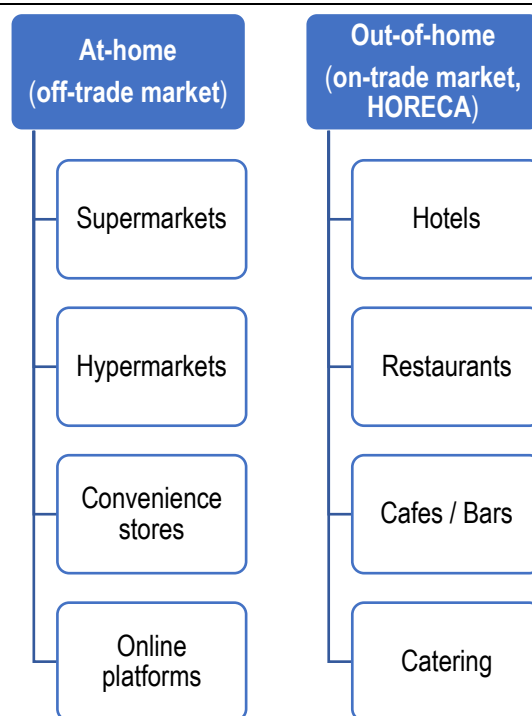 At-home
(off-trade market)
Supermarkets
Hypermarkets
Convenience
stores
Online
platforms
Out-of-home
(on-trade market,
HORECA)
Hotels
Restaurants
Cafes / Bars
Catering